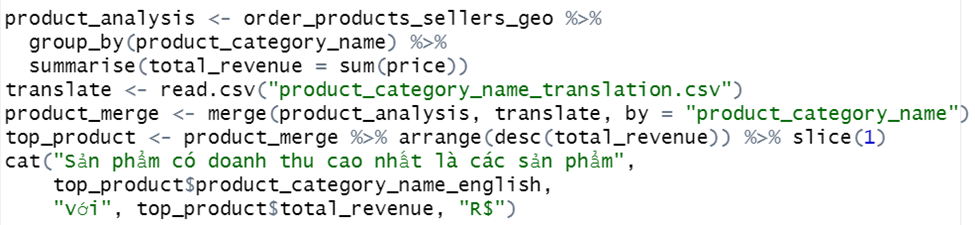 product_analysis <- order_products_sellers_geo %>%
  group_by(product_category_name) %>%
  summarise(total_revenue = sum(price))
translate <- read.csv("product_category_name_translation.csv")
product_merge <- merge(product_analysis, translate, by = "product_category_name")
top_product <- product_merge %>% arrange(desc(total_revenue)) %>% slice(1)
cat("Sản phẩm có doanh thu cao nhất là các sản phẩm",
    top_product$product_category_name_english,
    "với", top_product$total_revenue, "R$")